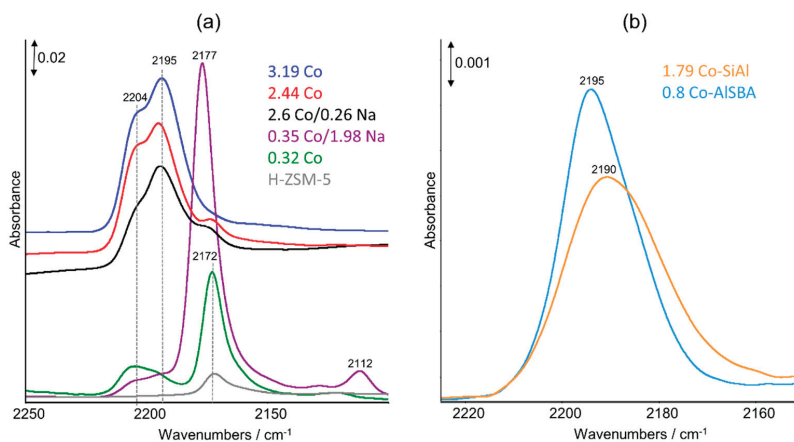 (a)
0.02
2204
2195
2177
3.19 Co
2.44 Co
2.6 Co/0.26 Na
0.35 Co/1.98 Na
0.32 Co
H-ZSM-5
2172
2112
Absorbance
2250
2200
2150
Wavenumbers / cm-1
(b)
0.001
2195
2190
1.79 Co-SiAl
0.8 Co-AlSBA
Absorbance
2220
2200
2180
2160
Wavenumbers / cm-1